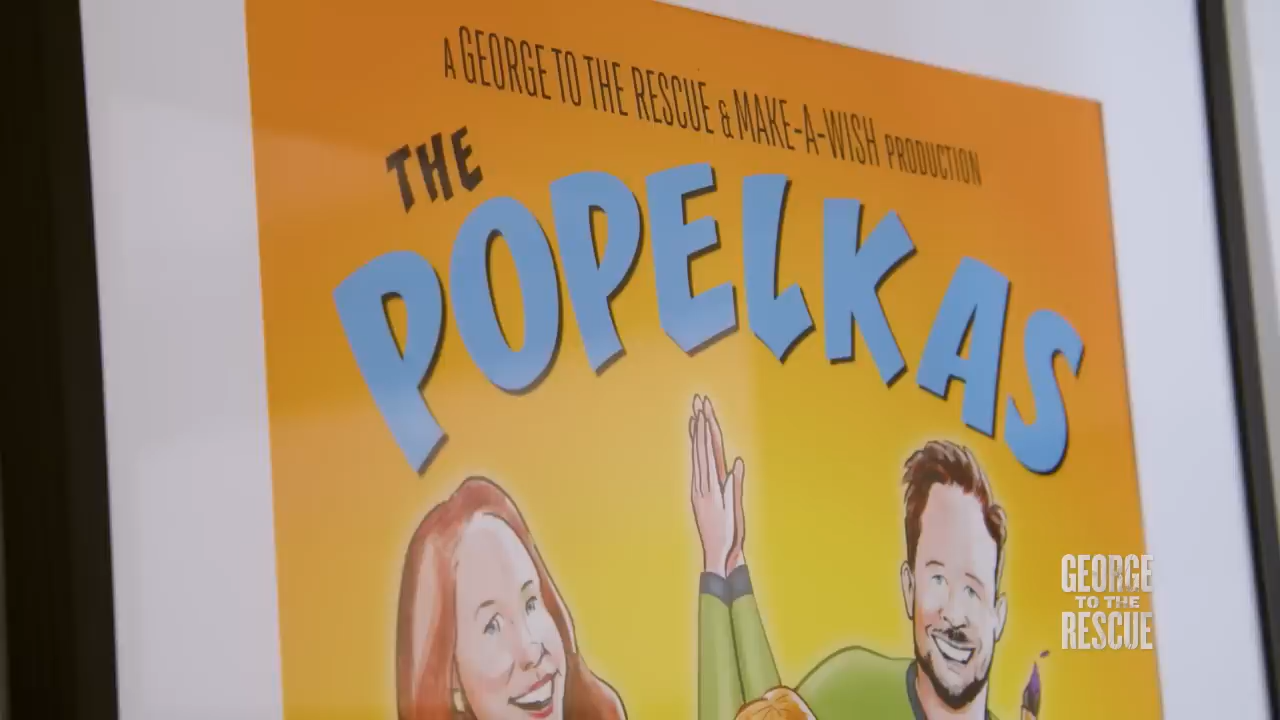 A GEORGE TO THE RESCUE & MAKE-A-WISH PRODUCTION
THE
POPELKAS
GEORGE
TO THE
RESCUE